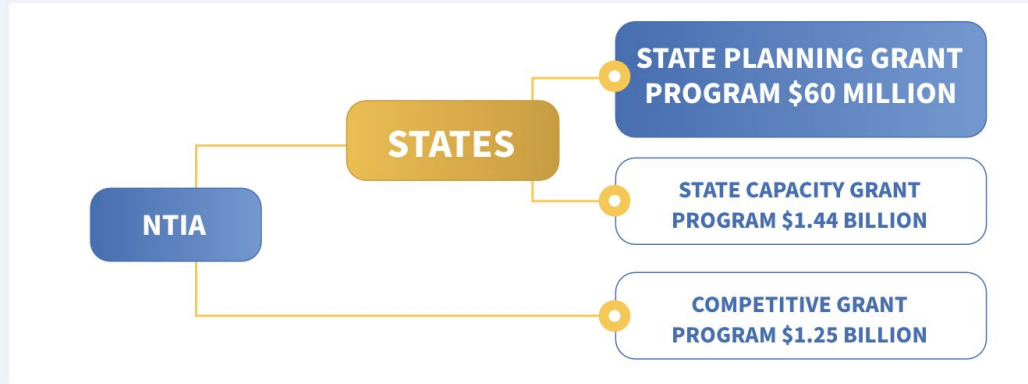 STATE PLANNING GRANT
PROGRAM $60 MILLION
STATES
STATE CAPACITY GRANT
PROGRAM $1.44 BILLION
NTIA
COMPETITIVE GRANT
PROGRAM $1.25 BILLION